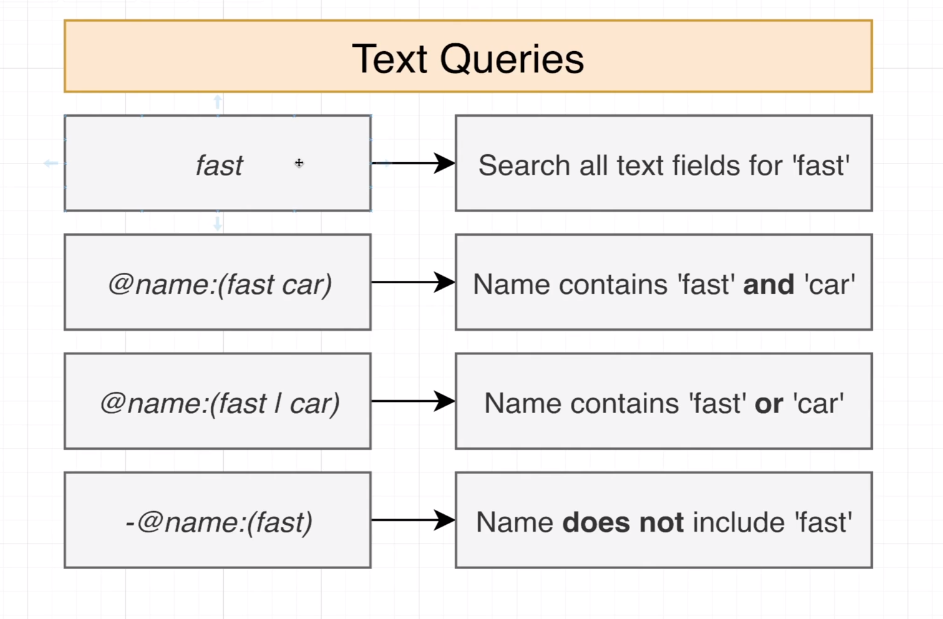 Text Queries
fast
Search all text fields for 'fast'
@name:(fast car)
Name contains 'fast' and 'car'
@name:(fast | car)
Name contains 'fast' or 'car'
-@name:(fast)
Name does not include 'fast'